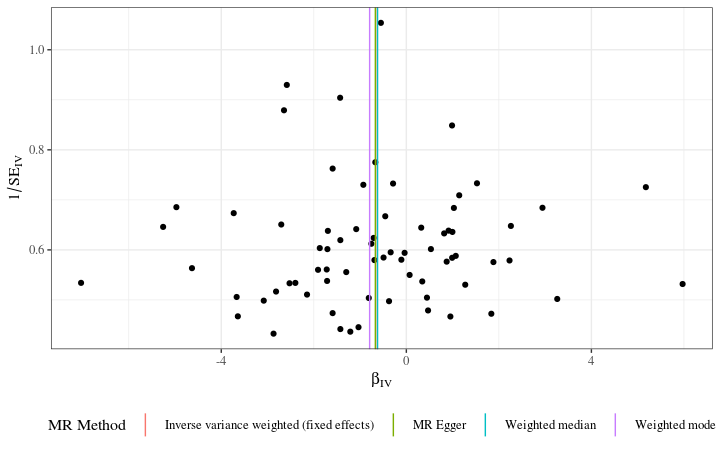 1.0
0.8
0.6
1/SE_IV
-4 0 4
β_IV
MR Method Inverse variance weighted (fixed effects) MR Egger Weighted median Weighted mode